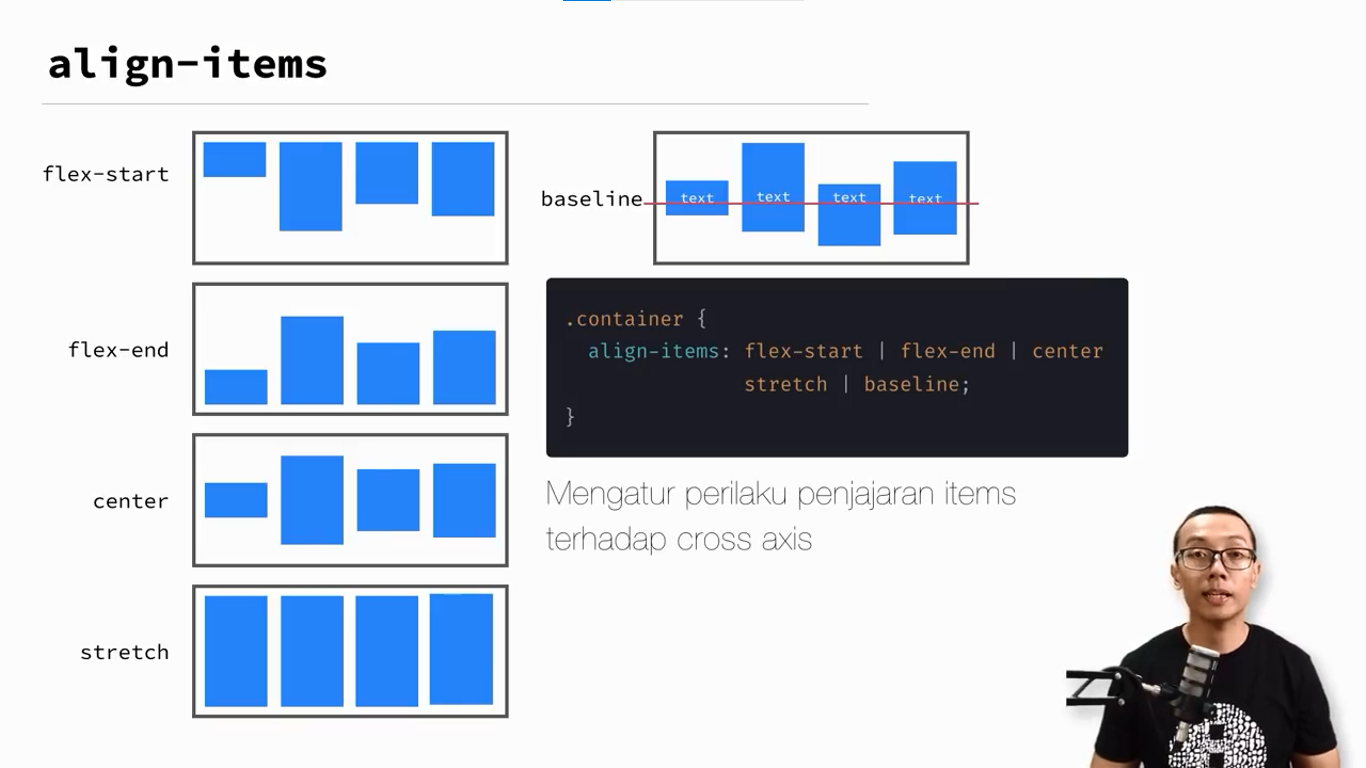 align-items
flex-start
baseline
text text text text
flex-end
.container {
align-items: flex-start | flex-end | center
stretch | baseline;
}
center
Mengatur perilaku penjajaran items
terhadap cross axis
stretch